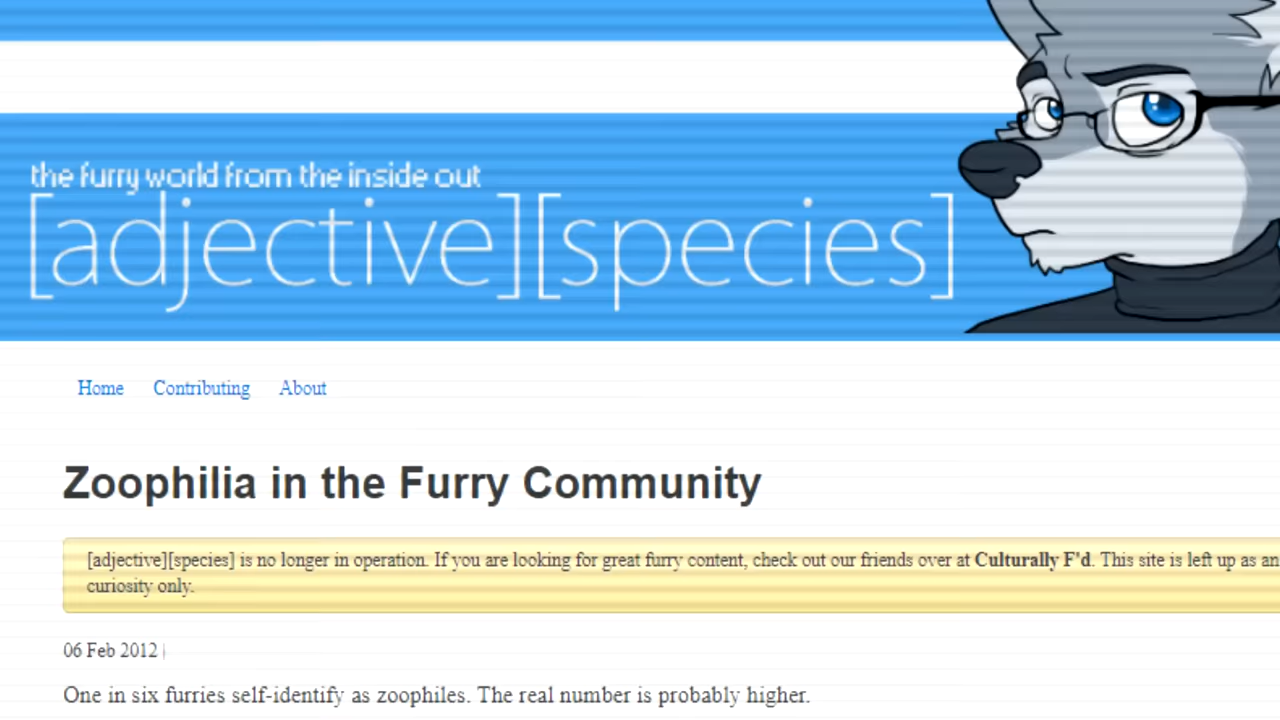 the furry world from the inside out
[adjective][species]
Home Contributing About
Zoophilia in the Furry Community
[adjective][species] is no longer in operation. If you are looking for great furry content, check out our friends over at Culturally F'd. This site is left up as an
curiosity only.
06 Feb 2012 |
One in six furries self-identify as zoophiles. The real number is probably higher.